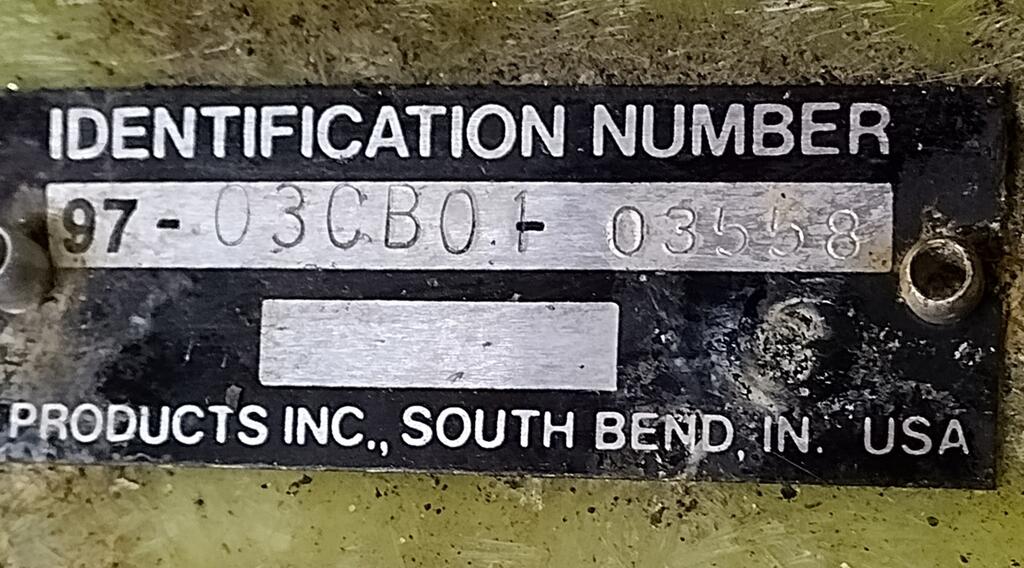 IDENTIFICATION NUMBER
97-03CB01-03558
PRODUCTS INC., SOUTH BEND, IN. USA